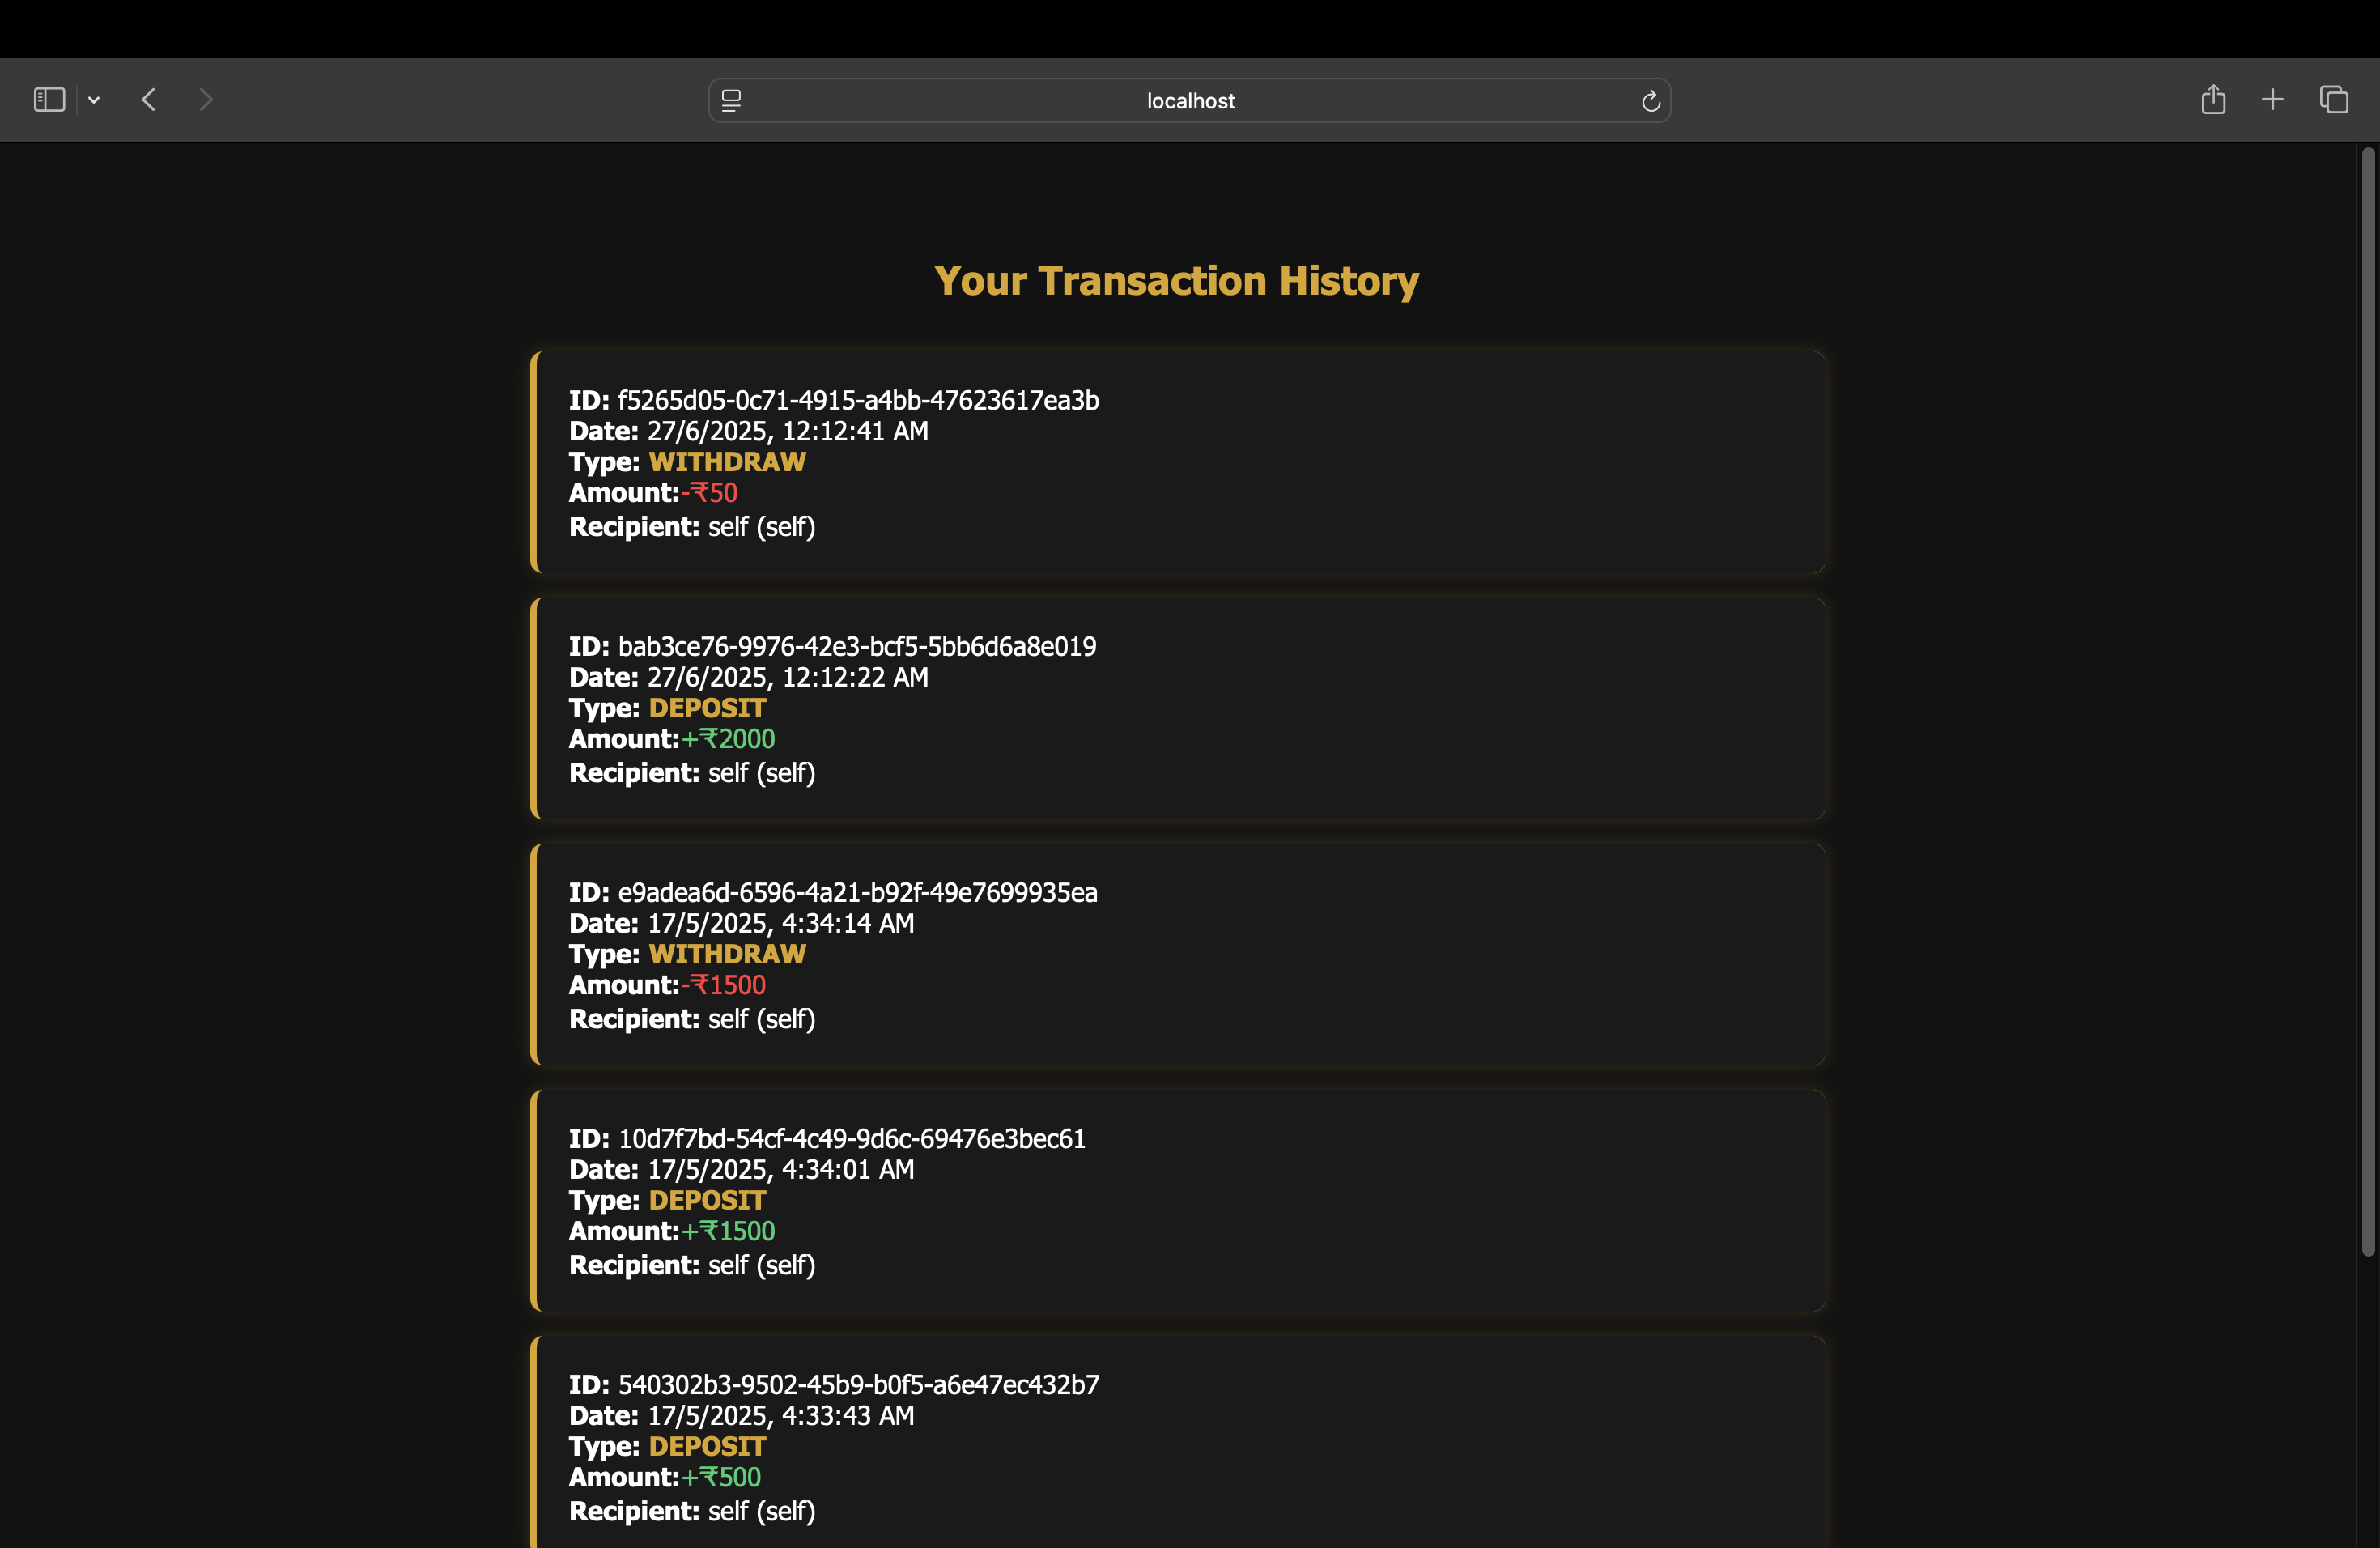 localhost
Your Transaction History
ID: f5265d05-0c71-4915-a4bb-47623617ea3b
Date: 27/6/2025, 12:12:41 AM
Type: WITHDRAW
Amount:-₹50
Recipient: self (self)
ID: bab3ce76-9976-42e3-bcf5-5bb6d6a8e019
Date: 27/6/2025, 12:12:22 AM
Type: DEPOSIT
Amount:+₹2000
Recipient: self (self)
ID: e9adea6d-6596-4a21-b92f-49e7699935ea
Date: 17/5/2025, 4:34:14 AM
Type: WITHDRAW
Amount:-₹1500
Recipient: self (self)
ID: 10d7f7bd-54cf-4c49-9d6c-69476e3bec61
Date: 17/5/2025, 4:34:01 AM
Type: DEPOSIT
Amount:+₹1500
Recipient: self (self)
ID: 540302b3-9502-45b9-b0f5-a6e47ec432b7
Date: 17/5/2025, 4:33:43 AM
Type: DEPOSIT
Amount:+₹500
Recipient: self (self)